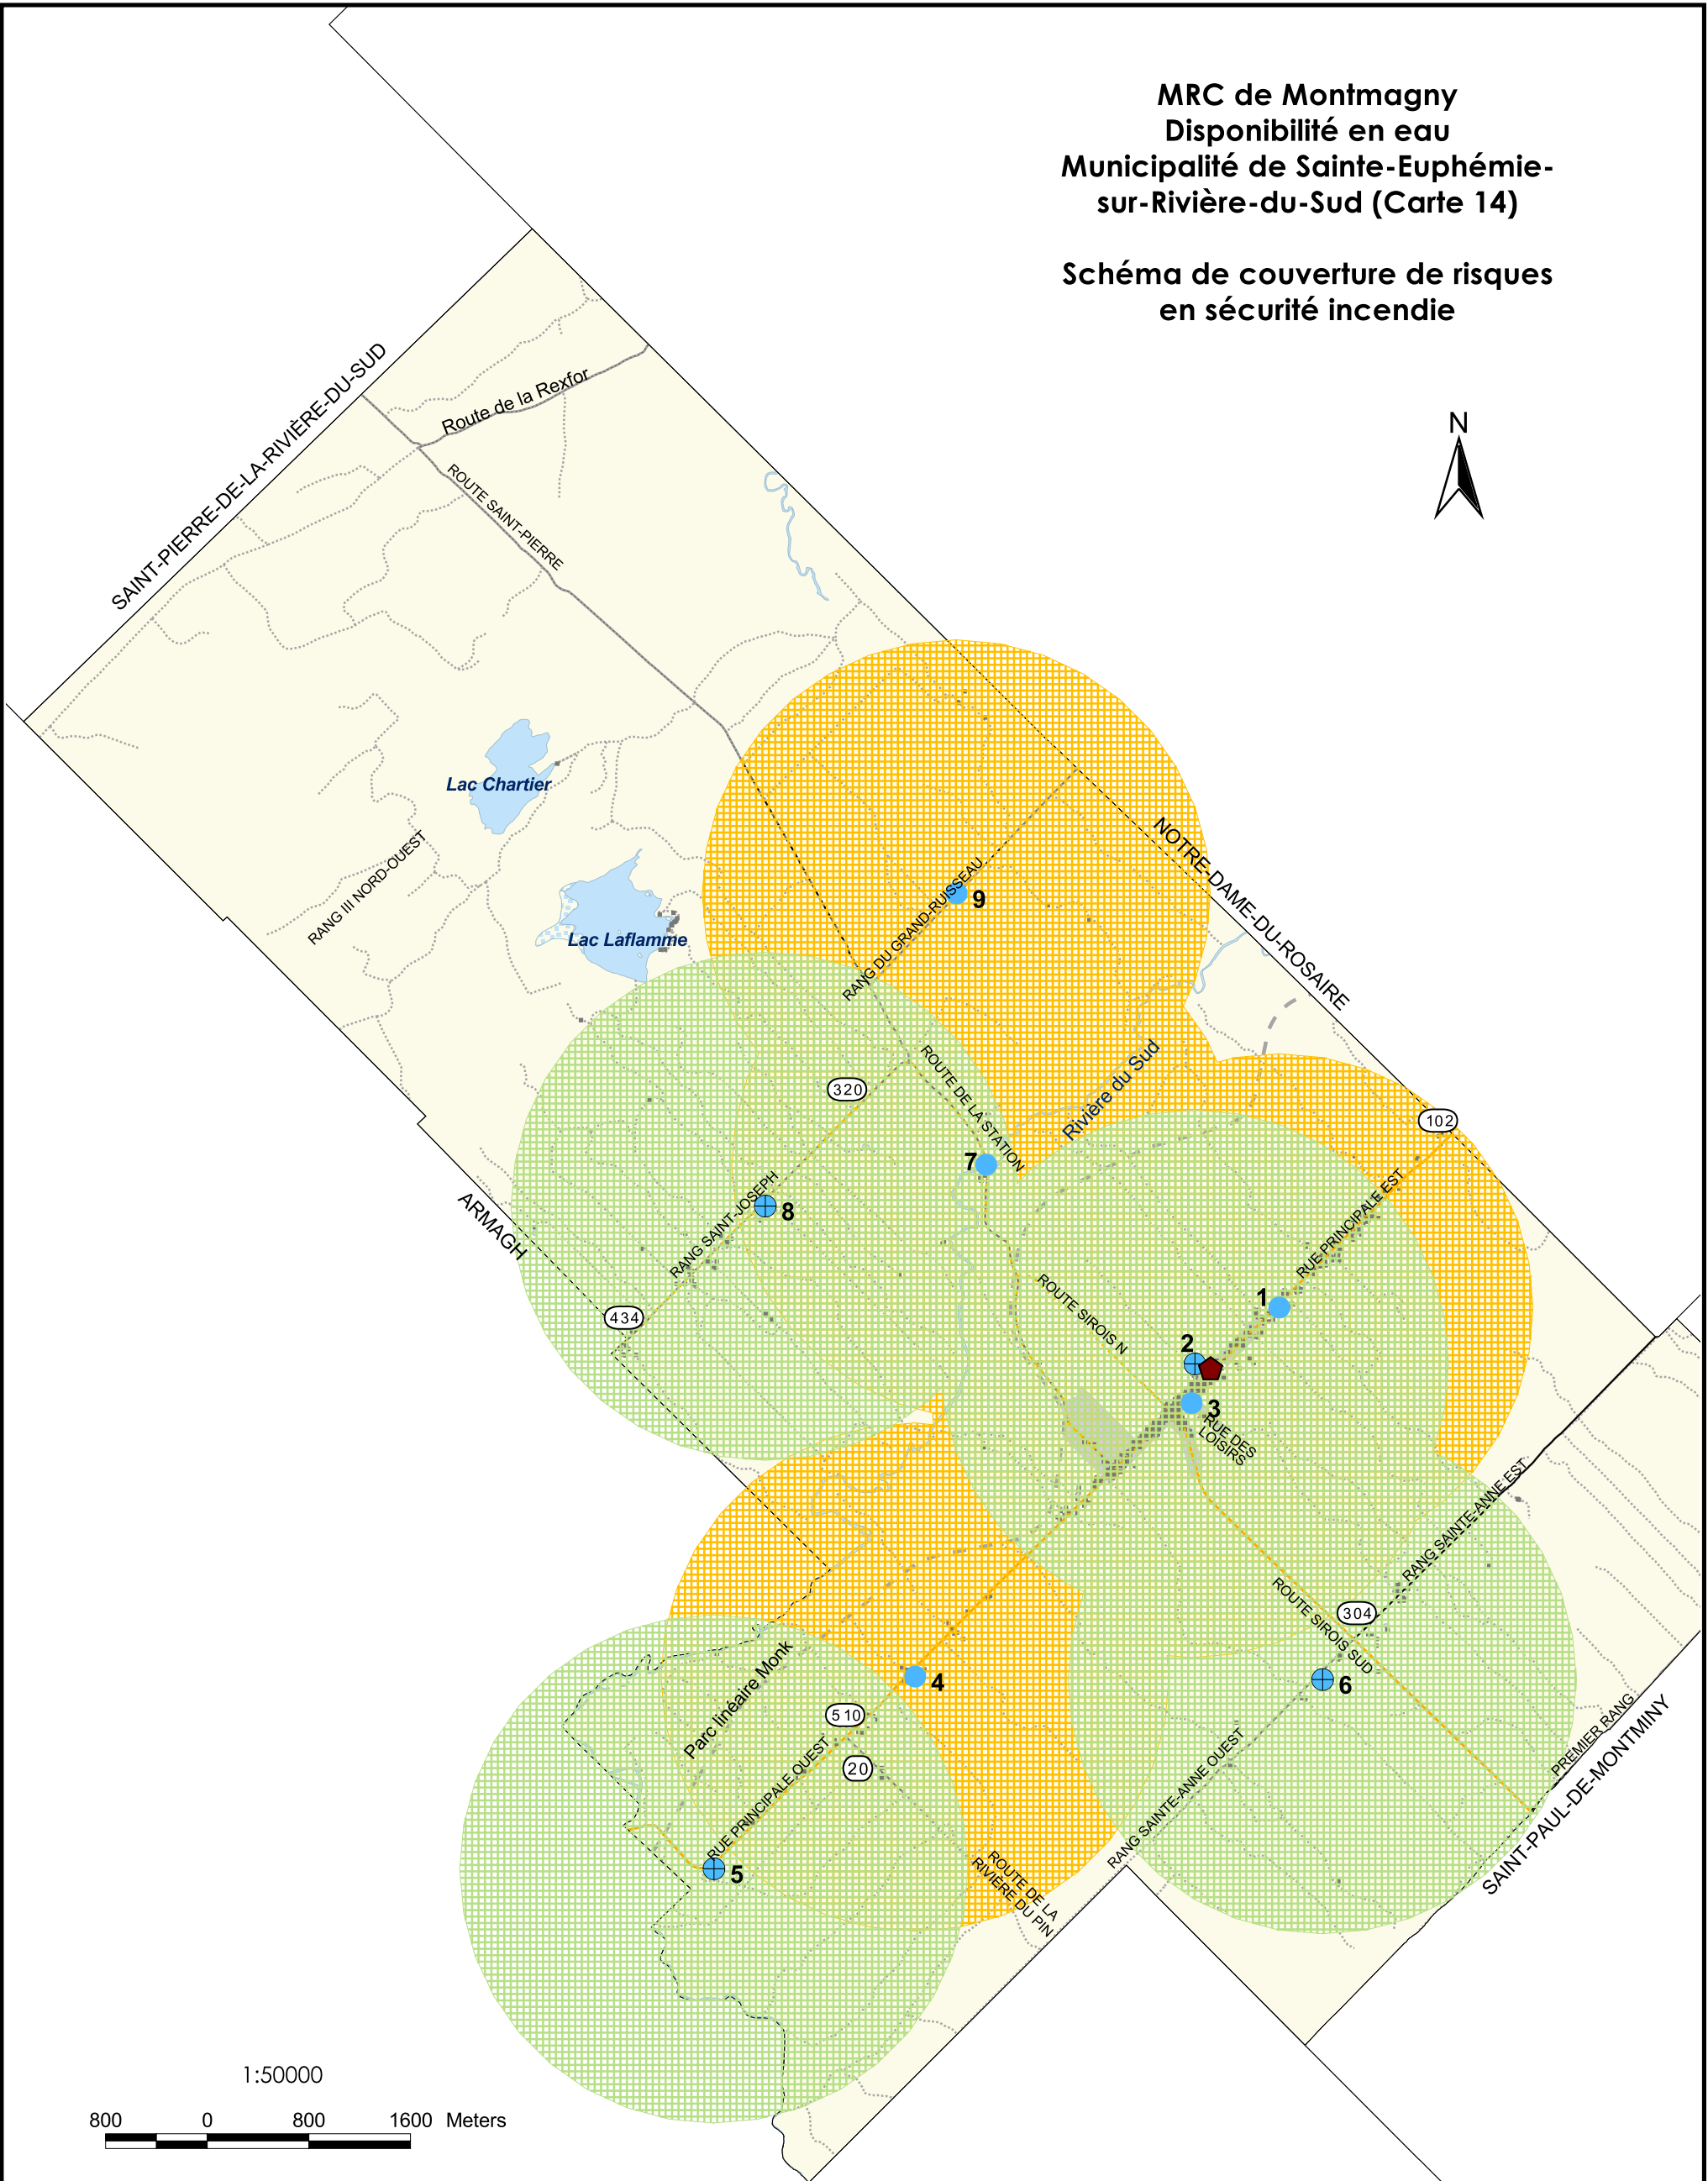 MRC de Montmagny
Disponibilité en eau
Municipalité de Sainte-Euphémie-
sur-Rivière-du-Sud (Carte 14)
Schéma de couverture de risques
en sécurité incendie
N
SAINT-PIERRE-DE-LA-RIVIÈRE-DU-SUD
Route de la Rexfor
ROUTE SAINT-PIERRE
Lac Chartier
RANG III NORD-OUEST
Lac Laflamme
NOTRE-DAME-DU-ROSAIRE
9
RANG DU GRAND-RUISSEAU
ROUTE DE LA STATION
Rivière du Sud
320
102
7
RANG SAINT-JOSEPH
8
ARMAGH
RUE PRINCIPALE EST
434
ROUTE SIROIS N
1
2
3
RUE DES
LOISIRS
RANG SAINTE-ANNE EST
ROUTE SIROIS SUD
304
6
4
Parc linéaire Monk
510
20
RUE PRINCIPALE OUEST
5
ROUTE DE LA
RIVIÈRE DU PIN
RANG SAINTE-ANNE OUEST
PREMIER RANG
SAINT-PAUL-DE-MONTMINY
1:50000
800 0 800 1600 Meters